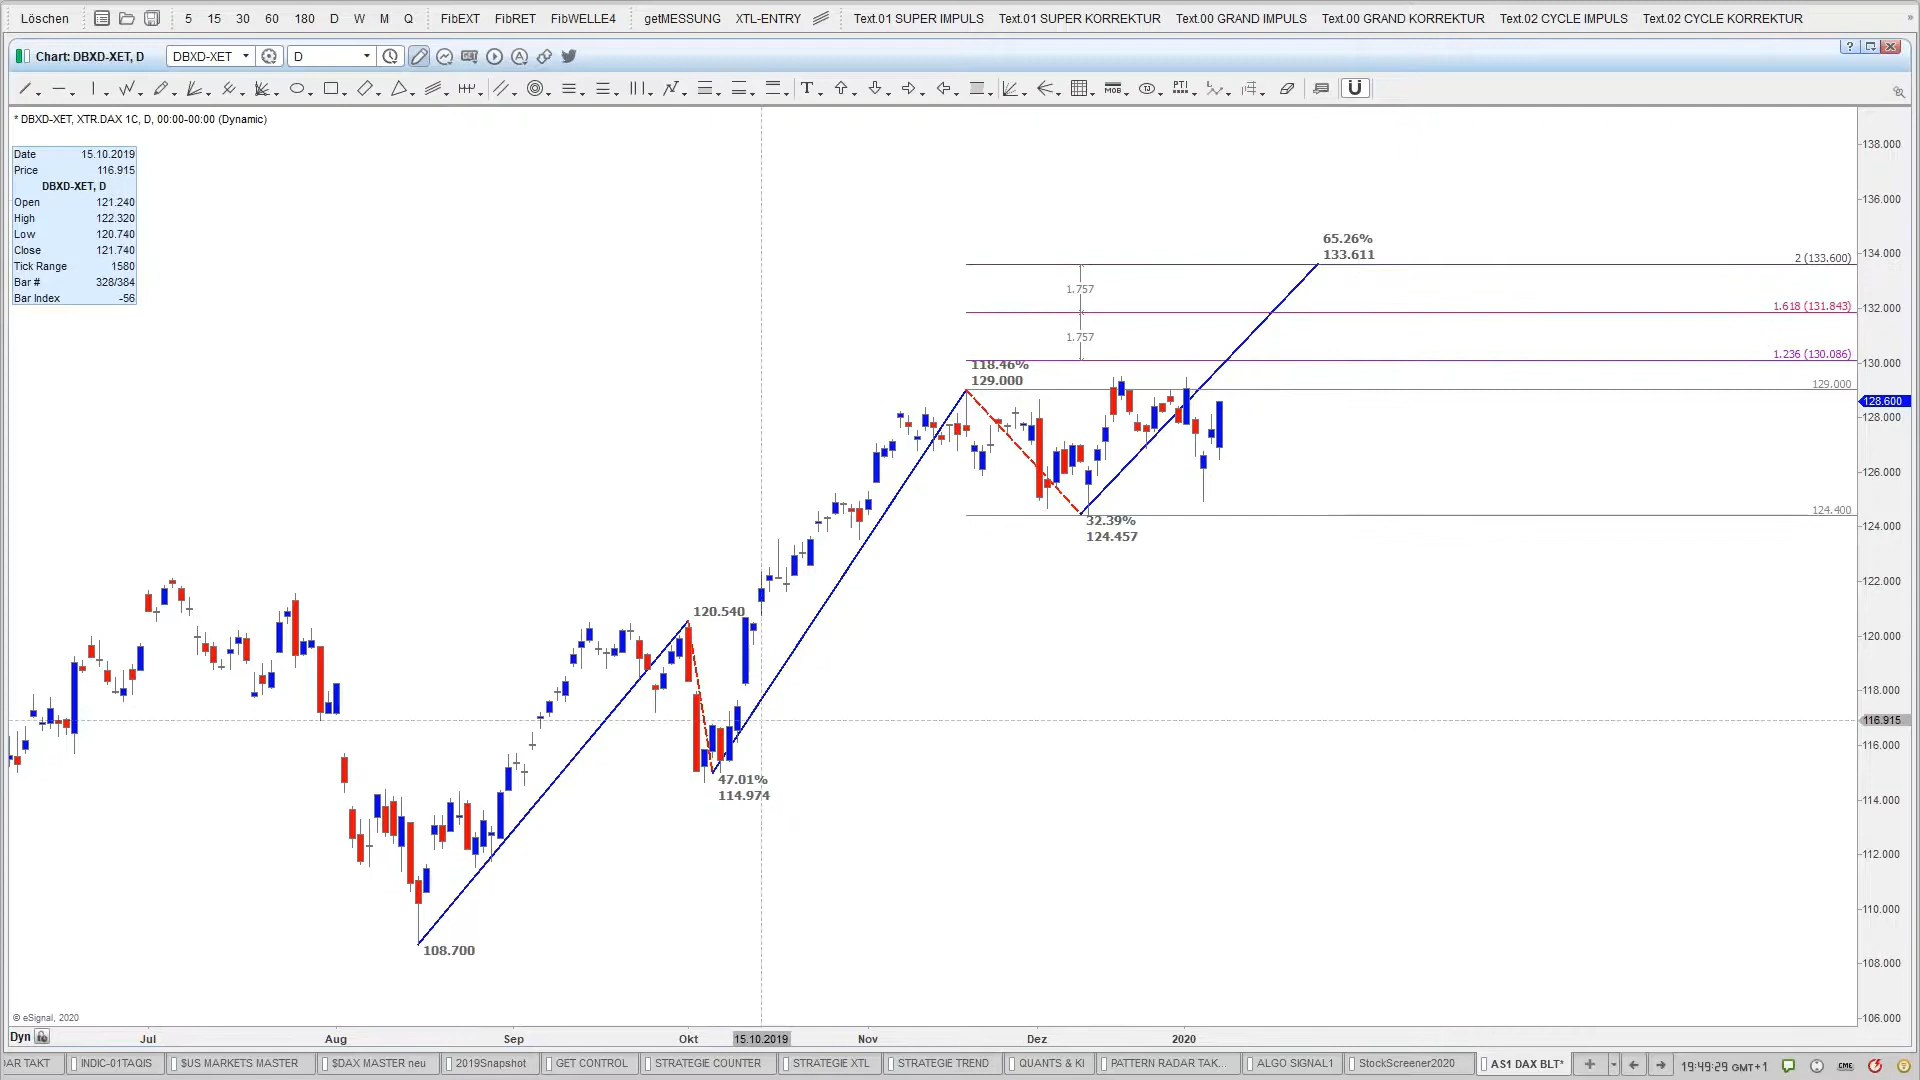 Löschen 5 15 30 60 180 D W M Q FibEXT FibRET FibWELLE4 getMESSUNG XTL-ENTRY Text.01 SUPER IMPULS Text.01 SUPER KORREKTUR Text.00 GRAND IMPULS Text.00 GRAND KORREKTUR Text.02 CYCLE IMPULS Text.02 CYCLE KORREKTUR
Chart: DBXD-XET, D DBXD-XET D
* DBXD-XET, XTR.DAX 1C, D, 00:00-00:00 (Dynamic)
Date 15.10.2019
Price 116.915
DBXD-XET, D
Open 121.240
High 122.320
Low 120.740
Close 121.740
Tick Range 1580
Bar # 328/384
Bar Index -56
138.000
136.000
65.26%
133.611
134.000
2 (133.600)
1.757
1.618 (131.843)
132.000
1.757
1.236 (130.086)
130.000
118.46%
129.000
129.000
128.600
128.000
126.000
124.400
32.39%
124.457
124.000
122.000
120.540
120.000
118.000
116.915
116.000
47.01%
114.974
114.000
112.000
110.000
108.700
108.000
106.000
© eSignal, 2020
Dyn
Jul Aug Sep Okt 15.10.2019 Nov Dez 2020
DAR TAKT INDIC-01TAQIS $US MARKETS MASTER $DAX MASTER neu 2019Snapshot GET CONTROL STRATEGIE COUNTER STRATEGIE XTL STRATEGIE TREND QUANTS & KI PATTERN RADAR TAK... ALGO SIGNAL1 StockScreener2020 AS1 DAX BLT* 19:49:29 GMT+1 CME